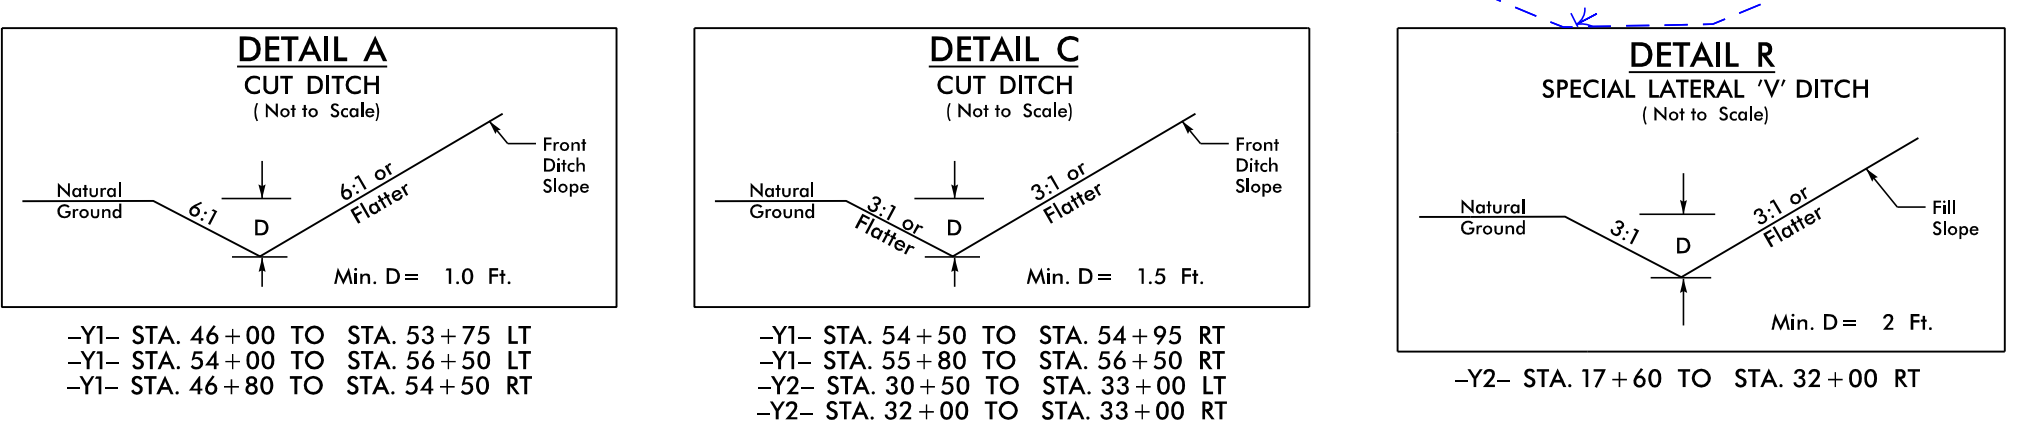 DETAIL A
CUT DITCH
( Not to Scale)
Front
Ditch
Slope
6:1 or
Flatter
Natural
Ground
6:1
D
Min. D= 1.0 Ft.
–Y1– STA. 46+00 TO STA. 53+75 LT
–Y1– STA. 54+00 TO STA. 56+50 LT
–Y1– STA. 46+80 TO STA. 54+50 RT
DETAIL C
CUT DITCH
( Not to Scale)
Front
Ditch
Slope
3:1 or
Flatter
Natural
Ground
3:1 or
Flatter
D
Min. D= 1.5 Ft.
–Y1– STA. 54+50 TO STA. 54+95 RT
–Y1– STA. 55+80 TO STA. 56+50 RT
–Y2– STA. 30+50 TO STA. 33+00 LT
–Y2– STA. 32+00 TO STA. 33+00 RT
DETAIL R
SPECIAL LATERAL 'V' DITCH
( Not to Scale)
Natural
Ground
3:1
D
3:1 or
Flatter
Fill
Slope
Min. D= 2 Ft.
–Y2– STA. 17+60 TO STA. 32+00 RT